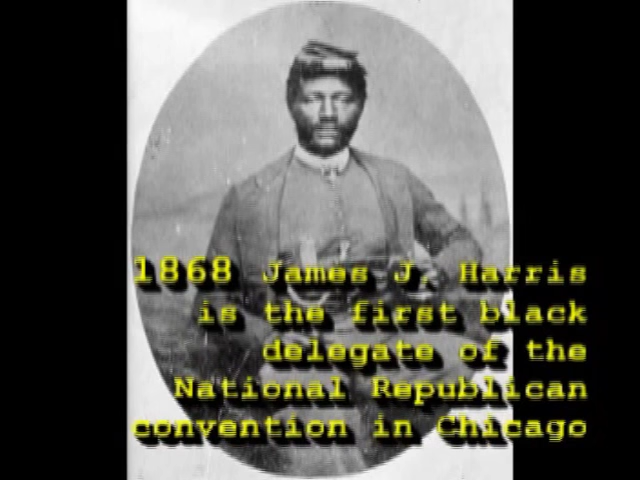 1868 James J. Harris
is the first black
delegate of the
National Republican
convention in Chicago